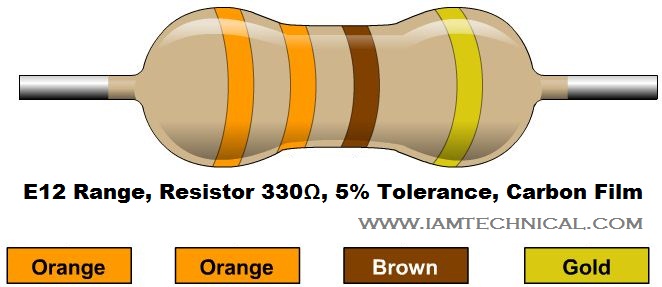 E12 Range, Resistor 330Ω, 5% Tolerance, Carbon Film
WWW.IAMTECHNICAL.COM
Orange Orange Brown Gold